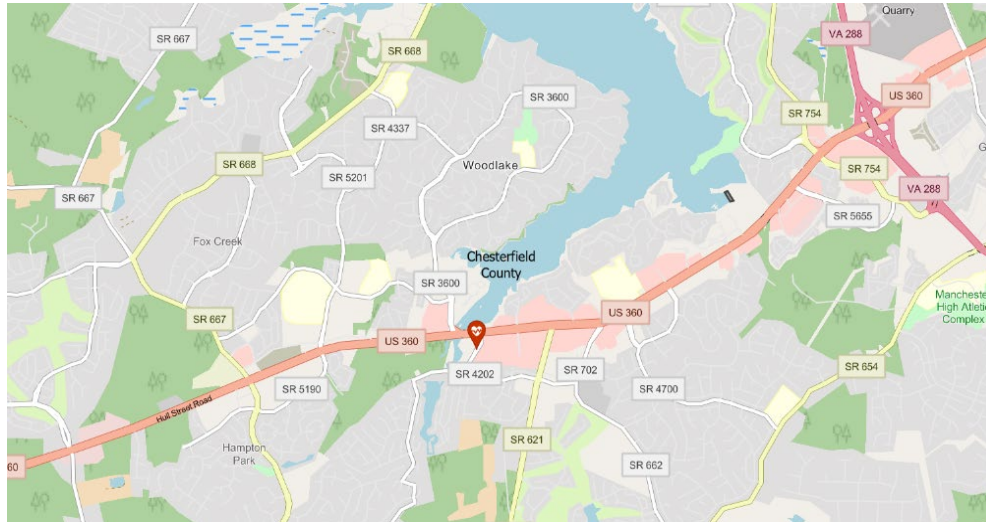 SR 667
Quarry
VA 288
SR 668
US 360
SR 3600
SR 754
SR 4337
Woodlake
SR 668
SR 754
SR 5201
SR 667
VA 288
SR 5655
Fox Creek
Chesterfield
County
SR 3600
Mancheste
High Atletic
Complex
SR 667
US 360
US 360
SR 4202
SR 702
SR 654
SR 5190
SR 4700
Hull Street Road
SR 621
Hampton
Park
60
SR 662